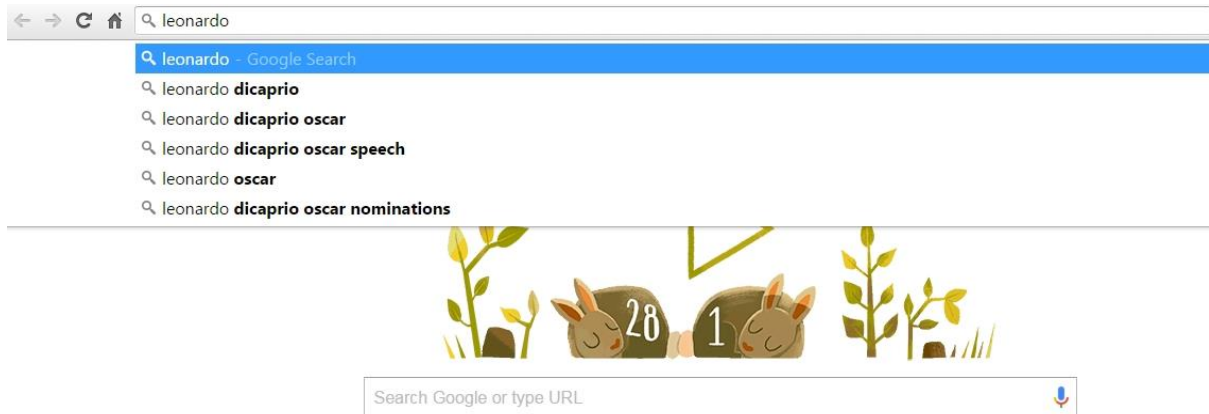 leonardo
leonardo - Google Search
leonardo dicaprio
leonardo dicaprio oscar
leonardo dicaprio oscar speech
leonardo oscar
leonardo dicaprio oscar nominations
28 1
Search Google or type URL